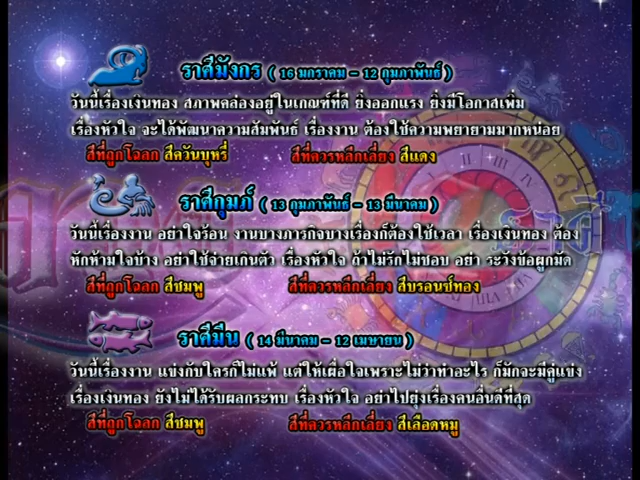 ราศีมังกร ( 16 มกราคม – 12 กุมภาพันธ์ )
วันนี้เรื่องเงินทอง สภาพคล่องอยู่ในเกณฑ์ที่ดี ยิ่งออกแรง ยิ่งมีโอกาสเพิ่ม
เรื่องหัวใจ จะได้พัฒนาความสัมพันธ์ เรื่องงาน ต้องใช้ความพยายามมากหน่อย
สีที่ถูกโฉลก สีควันบุหรี่ สีที่ควรหลีกเลี่ยง สีแดง
ราศีกุมภ์ ( 13 กุมภาพันธ์ – 13 มีนาคม )
วันนี้เรื่องงาน อย่าใจร้อน งานบางภารกิจบางเรื่องก็ต้องใช้เวลา เรื่องเงินทอง ต้อง
หักห้ามใจบ้าง อย่าใช้จ่ายเกินตัว เรื่องหัวใจ ถ้าไม่รักไม่ชอบ อย่า ระวังข้อผูกมัด
สีที่ถูกโฉลก สีชมพู สีที่ควรหลีกเลี่ยง สีบรอนซ์ทอง
ราศีมีน ( 14 มีนาคม – 12 เมษายน )
วันนี้เรื่องงาน แข่งกับใครก็ไม่แพ้ แต่ให้เผื่อใจเพราะไม่ว่าทำอะไร ก็มักจะมีคู่แข่ง
เรื่องเงินทอง ยังไม่ได้รับผลกระทบ เรื่องหัวใจ อย่าไปยุ่งเรื่องคนอื่นดีที่สุด
สีที่ถูกโฉลก สีชมพู สีที่ควรหลีกเลี่ยง สีเลือดหมู